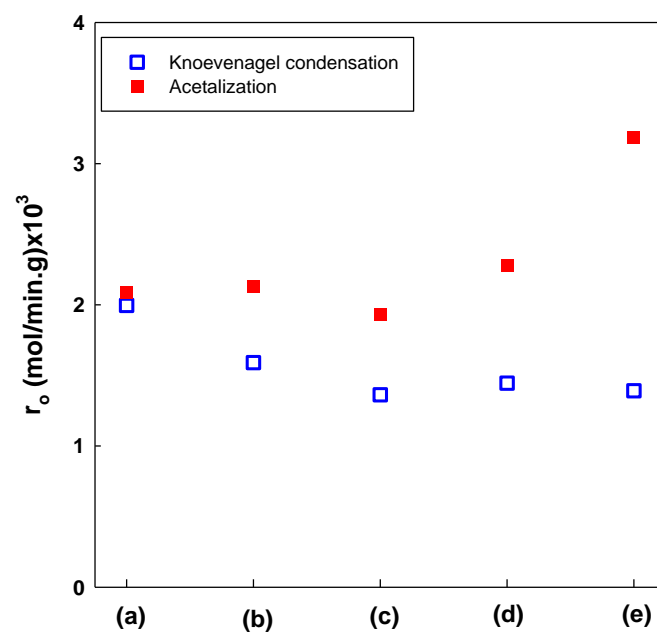 4
Knoevenagel condensation
Acetalization
3
2
1
0
r_o (mol/min.g)x10^3
(a) (b) (c) (d) (e)